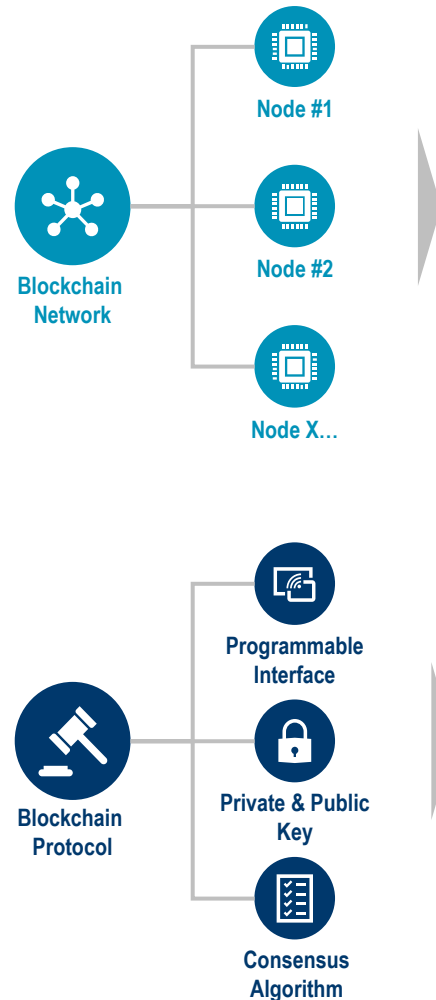 Node #1
Node #2
Blockchain
Network
Node X…
Programmable
Interface
Private & Public
Key
Blockchain
Protocol
Consensus
Algorithm